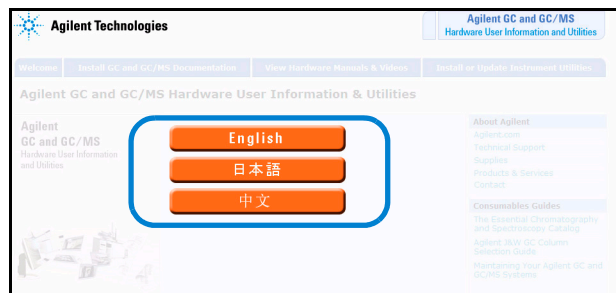 Agilent Technologies
Agilent GC and GC/MS
Hardware User Information and Utilities
Welcome
Install GC and GC/MS Documentation
View Hardware Manuals & Videos
Install or Update Instrument Utilities
Agilent GC and GC/MS Hardware User Information & Utilities
Agilent
GC and GC/MS
Hardware User Information
and Utilities
English
日本語
中文
About Agilent
Agilent.com
Technical Support
Supplies
Products & Services
Contact
Consumables Guides
The Essential Chromatography
and Spectroscopy Catalog
Agilent J&W GC Column
Selection Guide
Maintaining Your Agilent GC and
GC/MS Systems